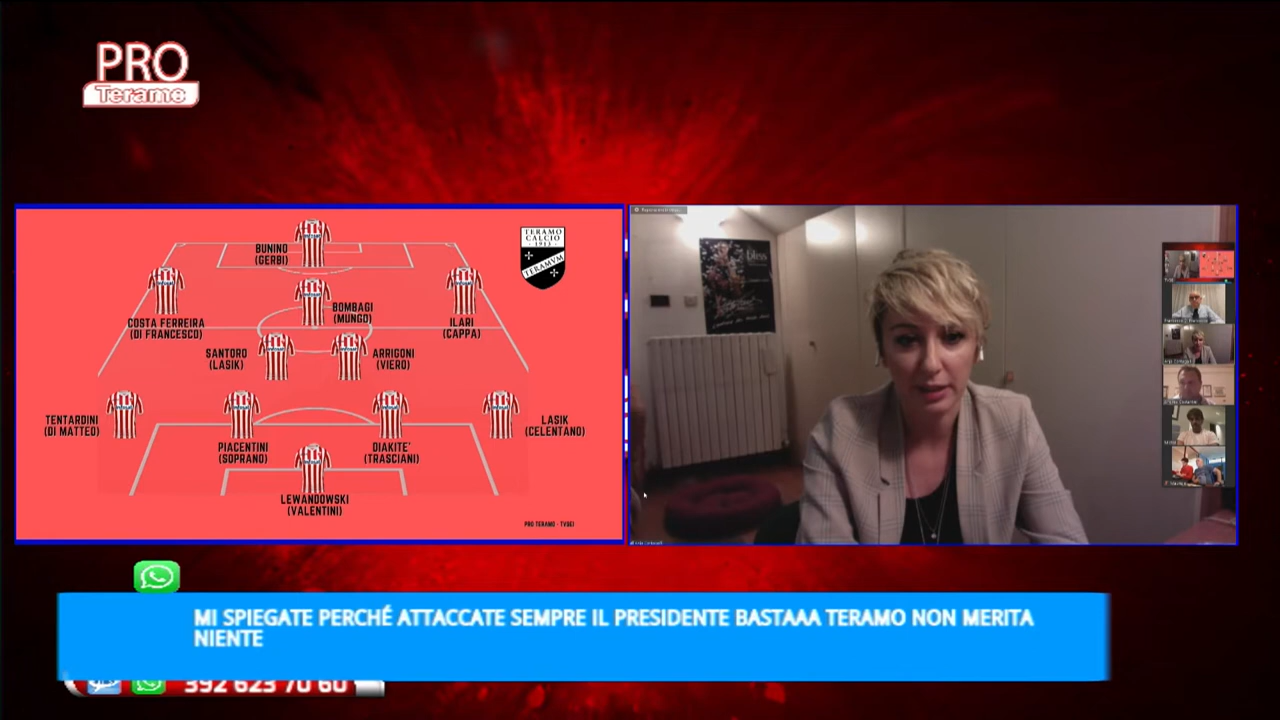 PRO
Teramo
BUNINO
(GERBI)
TERAMO
CALCIO
1913
TERAMVM
COSTA FERREIRA
(DI FRANCESCO)
BOMBAGI
(MUNGO)
ILARI
(CAPPA)
SANTORO
(LASIK)
ARRIGONI
(VIERO)
TENTARDINI
(DI MATTEO)
PIACENTINI
(SOPRANO)
DIAKITE'
(TRASCIANI)
LASIK
(CELENTANO)
LEWANDOWSKI
(VALENTINI)
PRO TERAMO - TVSEI
bless
MI SPIEGATE PERCHÉ ATTACCATE SEMPRE IL PRESIDENTE BASTAAA TERAMO NON MERITA
NIENTE
392 623 70 60